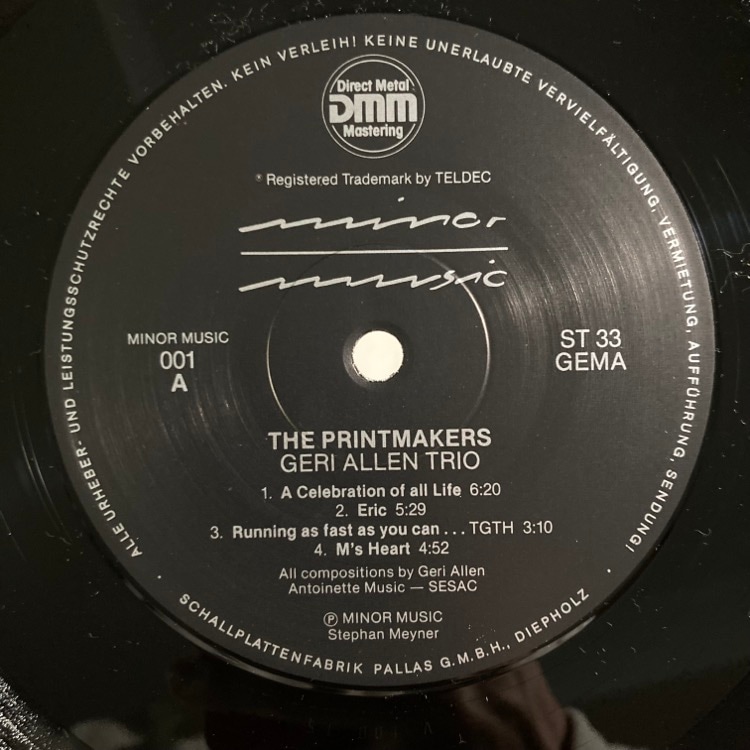 ALLE URHEBER- UND LEISTUNGSSCHUTZRECHTE VORBEHALTEN. KEIN VERLEIH! KEINE UNERLAUBTE VERVIELFÄLTIGUNG, VERMIETUNG, AUFFÜHRUNG, SENDUNG!
Direct Metal
DMM
Mastering
® Registered Trademark by TELDEC
minor
music
MINOR MUSIC
001
A
ST 33
GEMA
THE PRINTMAKERS
GERI ALLEN TRIO
1. A Celebration of all Life 6:20
2. Eric 5:29
3. Running as fast as you can . . . TGTH 3:10
4. M's Heart 4:52
All compositions by Geri Allen
Antoinette Music — SESAC
℗ MINOR MUSIC
Stephan Meyner
• SCHALLPLATTENFABRIK PALLAS G.M.B.H., DIEPHOLZ •